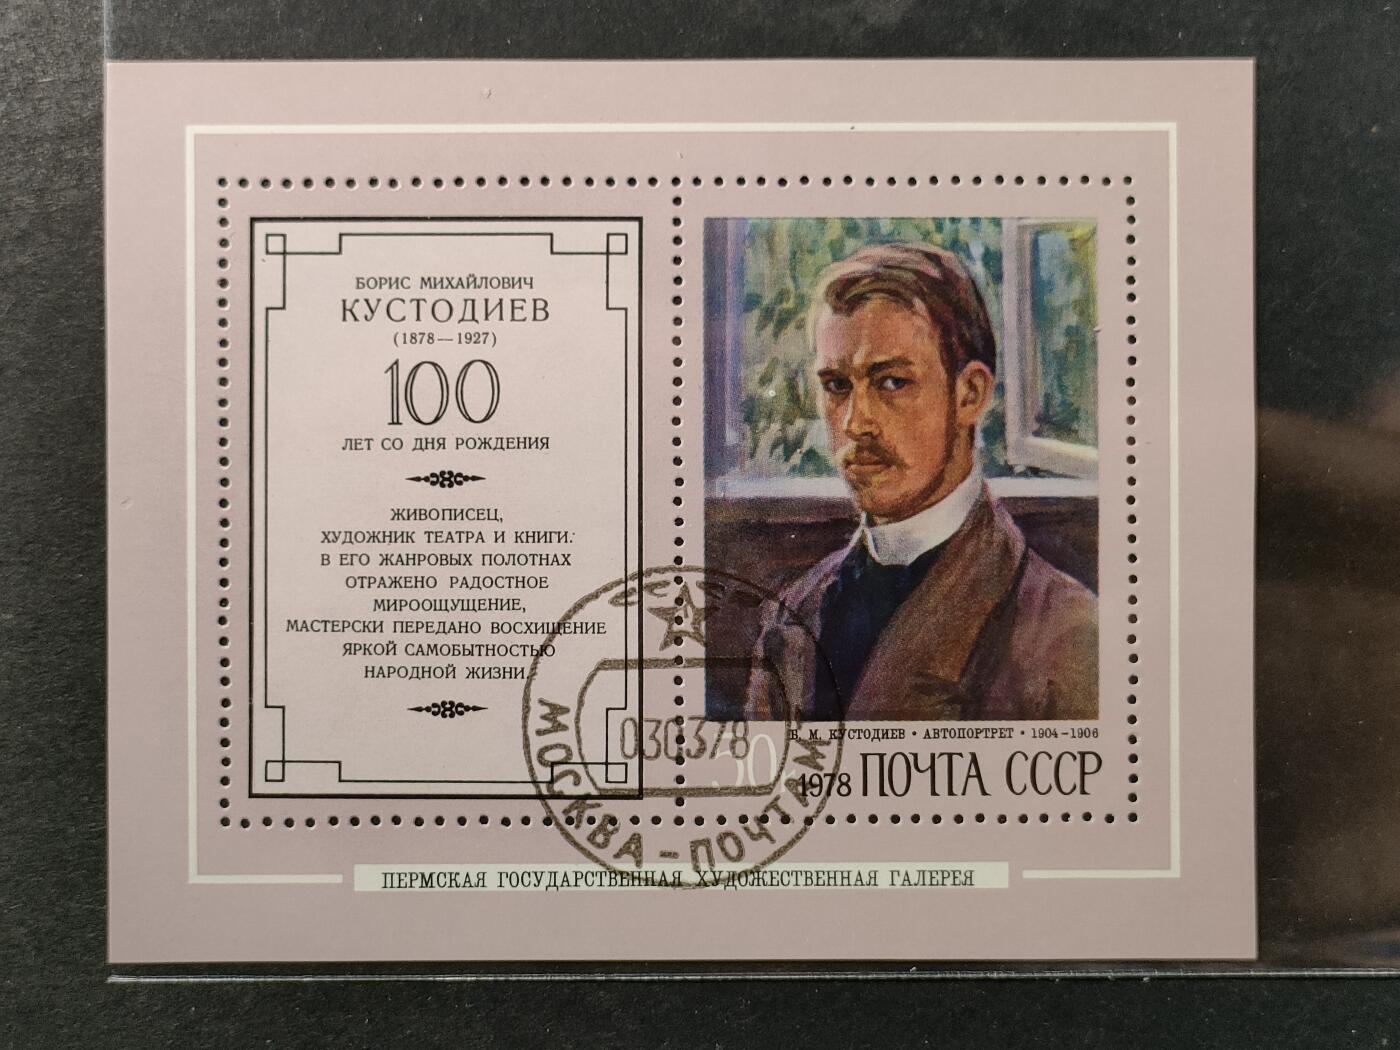 БОРИС МИХАЙЛОВИЧ
КУСТОДИЕВ
(1878—1927)
100
ЛЕТ СО ДНЯ РОЖДЕНИЯ
ЖИВОПИСЕЦ,
ХУДОЖНИК ТЕАТРА И КНИГИ.
В ЕГО ЖАНРОВЫХ ПОЛОТНАХ
ОТРАЖЕНО РАДОСТНОЕ
МИРООЩУЩЕНИЕ,
МАСТЕРСКИ ПЕРЕДАНО ВОСХИЩЕНИЕ
ЯРКОЙ САМОБЫТНОСТЬЮ
НАРОДНОЙ ЖИЗНИ.
Б. М. КУСТОДИЕВ • АВТОПОРТРЕТ • 1904-1906
50к
1978 ПОЧТА СССР
030378
МОСКВА - ПОЧТАМТ
ПЕРМСКАЯ ГОСУДАРСТВЕННАЯ ХУДОЖЕСТВЕННАЯ ГАЛЕРЕЯ